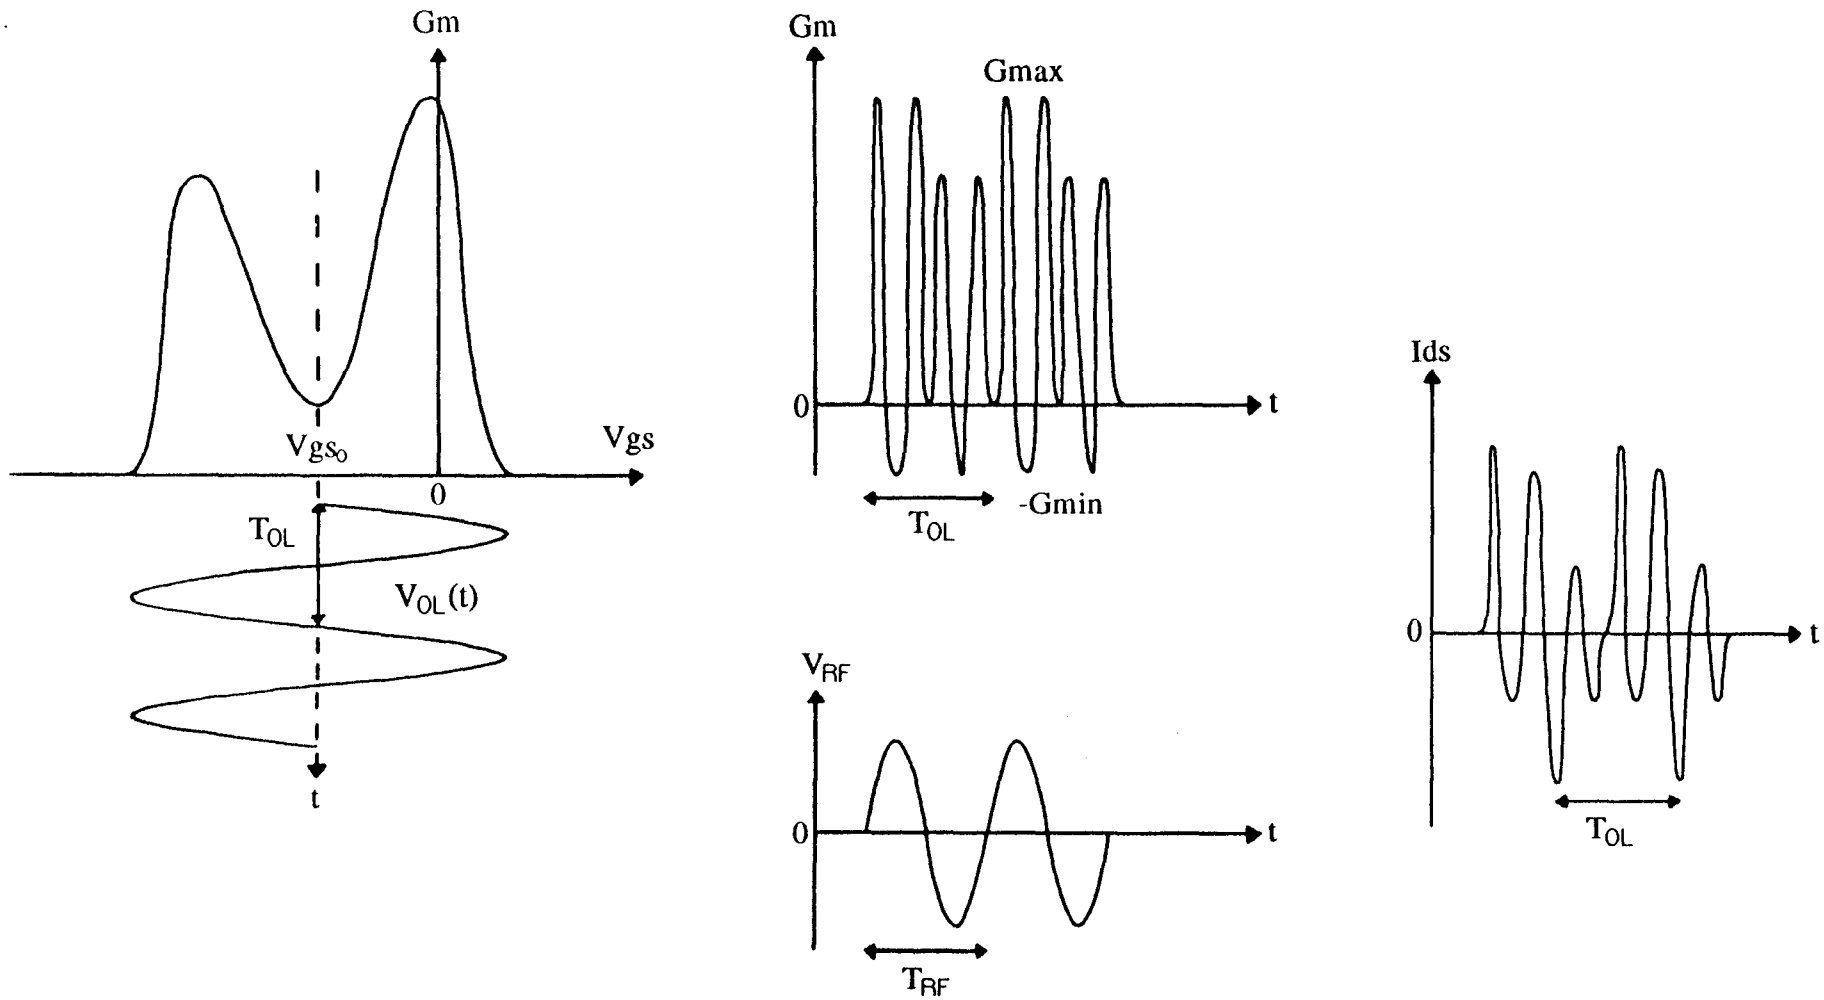 Gm
Vgs₀
Vgs
0
T_OL
V_OL(t)
t
Gm
Gmax
0
t
T_OL
-Gmin
V_RF
0
t
T_RF
Ids
0
t
T_OL